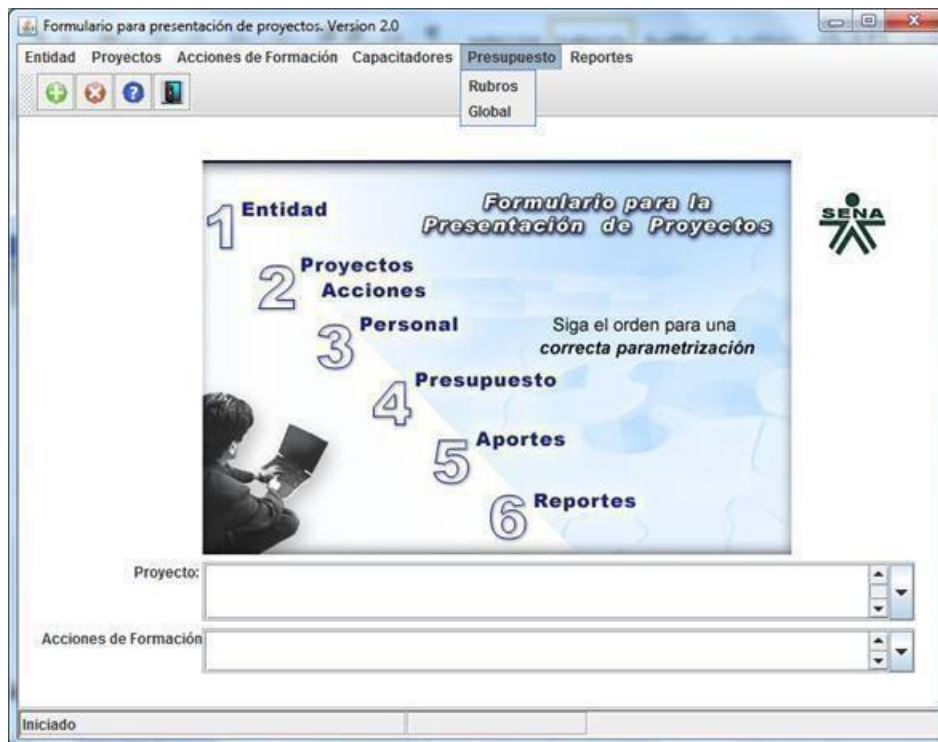 Formulario para presentación de proyectos. Version 2.0
Entidad Proyectos Acciones de Formación Capacitadores Presupuesto Reportes
Rubros
Global
1 Entidad
Formulario para la
Presentación de Proyectos
SENA
2 Proyectos
Acciones
3 Personal
Siga el orden para una
correcta parametrización
4 Presupuesto
5 Aportes
6 Reportes
Proyecto:
Acciones de Formación
Iniciado